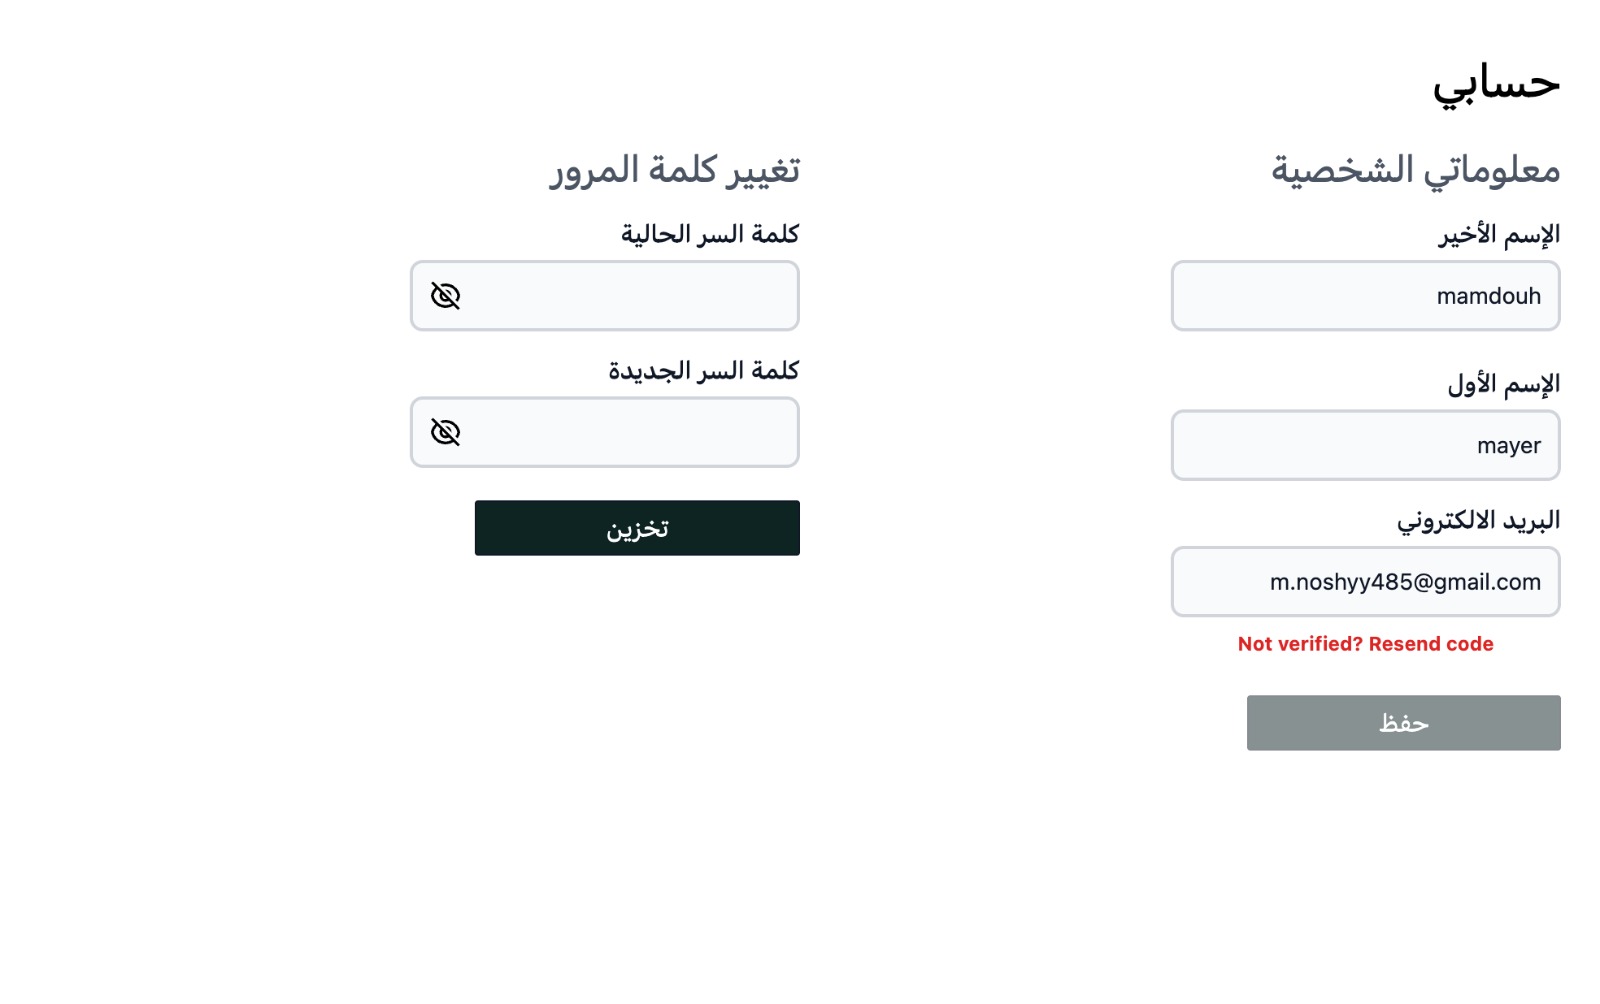 حسابي
معلوماتي الشخصية
الإسم الأخير
mamdouh
الإسم الأول
mayer
البريد الالكتروني
m.noshyy485@gmail.com
Not verified? Resend code
حفظ
تغيير كلمة المرور
كلمة السر الحالية
كلمة السر الجديدة
تخزين